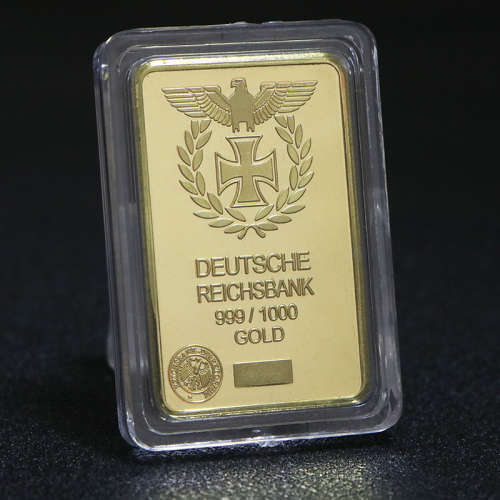 DEUTSCHE
REICHSBANK
999 / 1000
GOLD